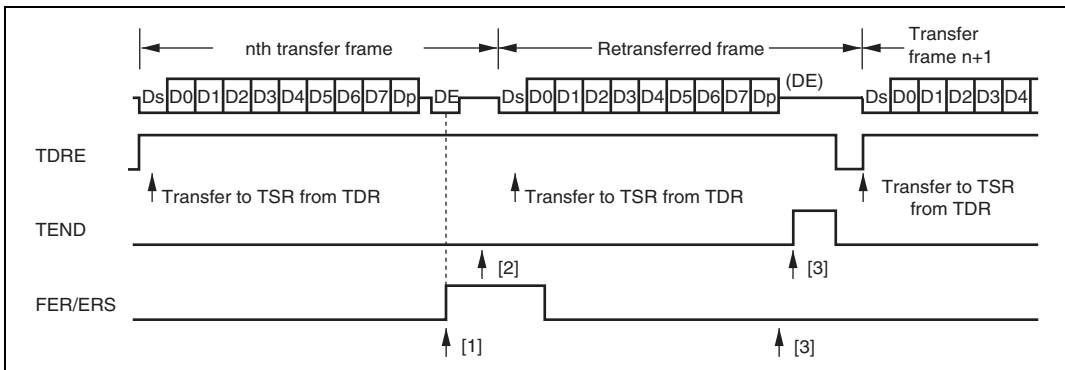 nth transfer frame
Retransferred frame
Transfer
frame n+1
Ds D0 D1 D2 D3 D4 D5 D6 D7 Dp DE
Ds D0 D1 D2 D3 D4 D5 D6 D7 Dp (DE)
Ds D0 D1 D2 D3 D4
TDRE
Transfer to TSR from TDR
Transfer to TSR from TDR
Transfer to TSR
from TDR
TEND
[2]
[3]
FER/ERS
[1]
[3]